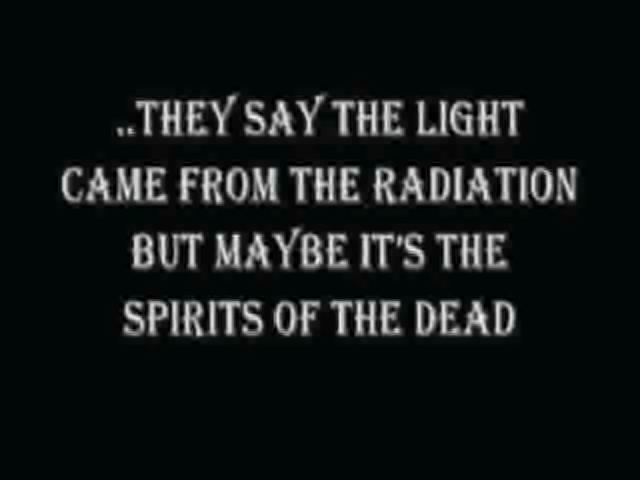 ..THEY SAY THE LIGHT
CAME FROM THE RADIATION
BUT MAYBE IT'S THE
SPIRITS OF THE DEAD